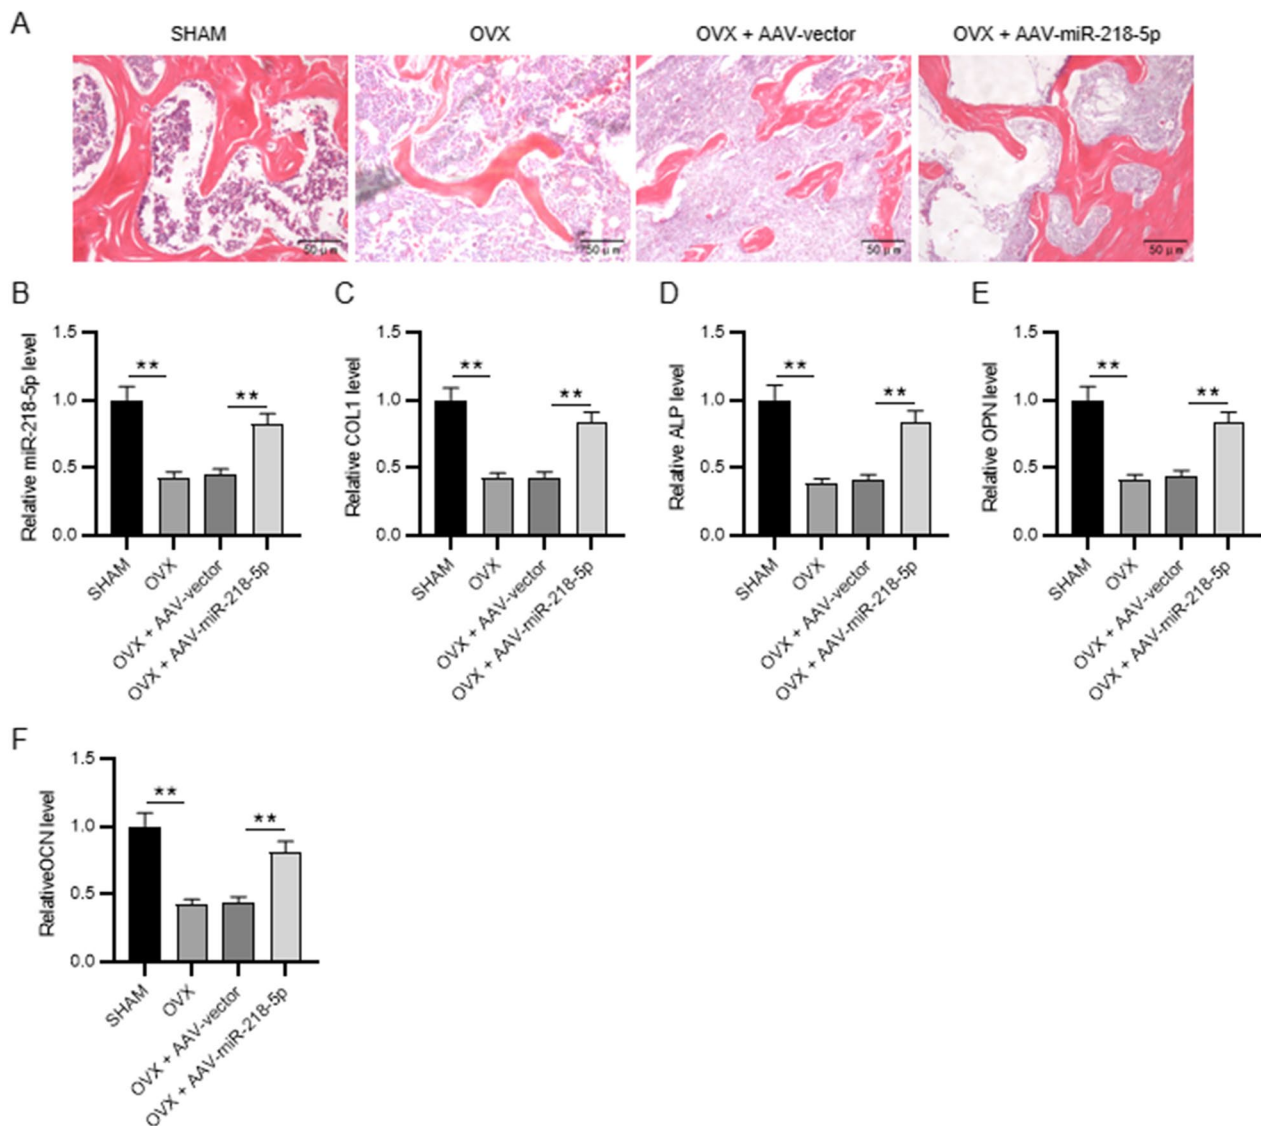 A
SHAM
OVX
OVX + AAV-vector
OVX + AAV-miR-218-5p
50 μm
50 μm
50 μm
50 μm
B
Relative miR-218-5p level
1.5
1.0
0.5
0.0
**
**
SHAM
OVX
OVX + AAV-vector
OVX + AAV-miR-218-5p
C
Relative COL1 level
1.5
1.0
0.5
0.0
**
**
SHAM
OVX
OVX + AAV-vector
OVX + AAV-miR-218-5p
D
Relative ALP level
1.5
1.0
0.5
0.0
**
**
SHAM
OVX
OVX + AAV-vector
OVX + AAV-miR-218-5p
E
Relative OPN level
1.5
1.0
0.5
0.0
**
**
SHAM
OVX
OVX + AAV-vector
OVX + AAV-miR-218-5p
F
RelativeOCN level
1.5
1.0
0.5
0.0
**
**
SHAM
OVX
OVX + AAV-vector
OVX + AAV-miR-218-5p